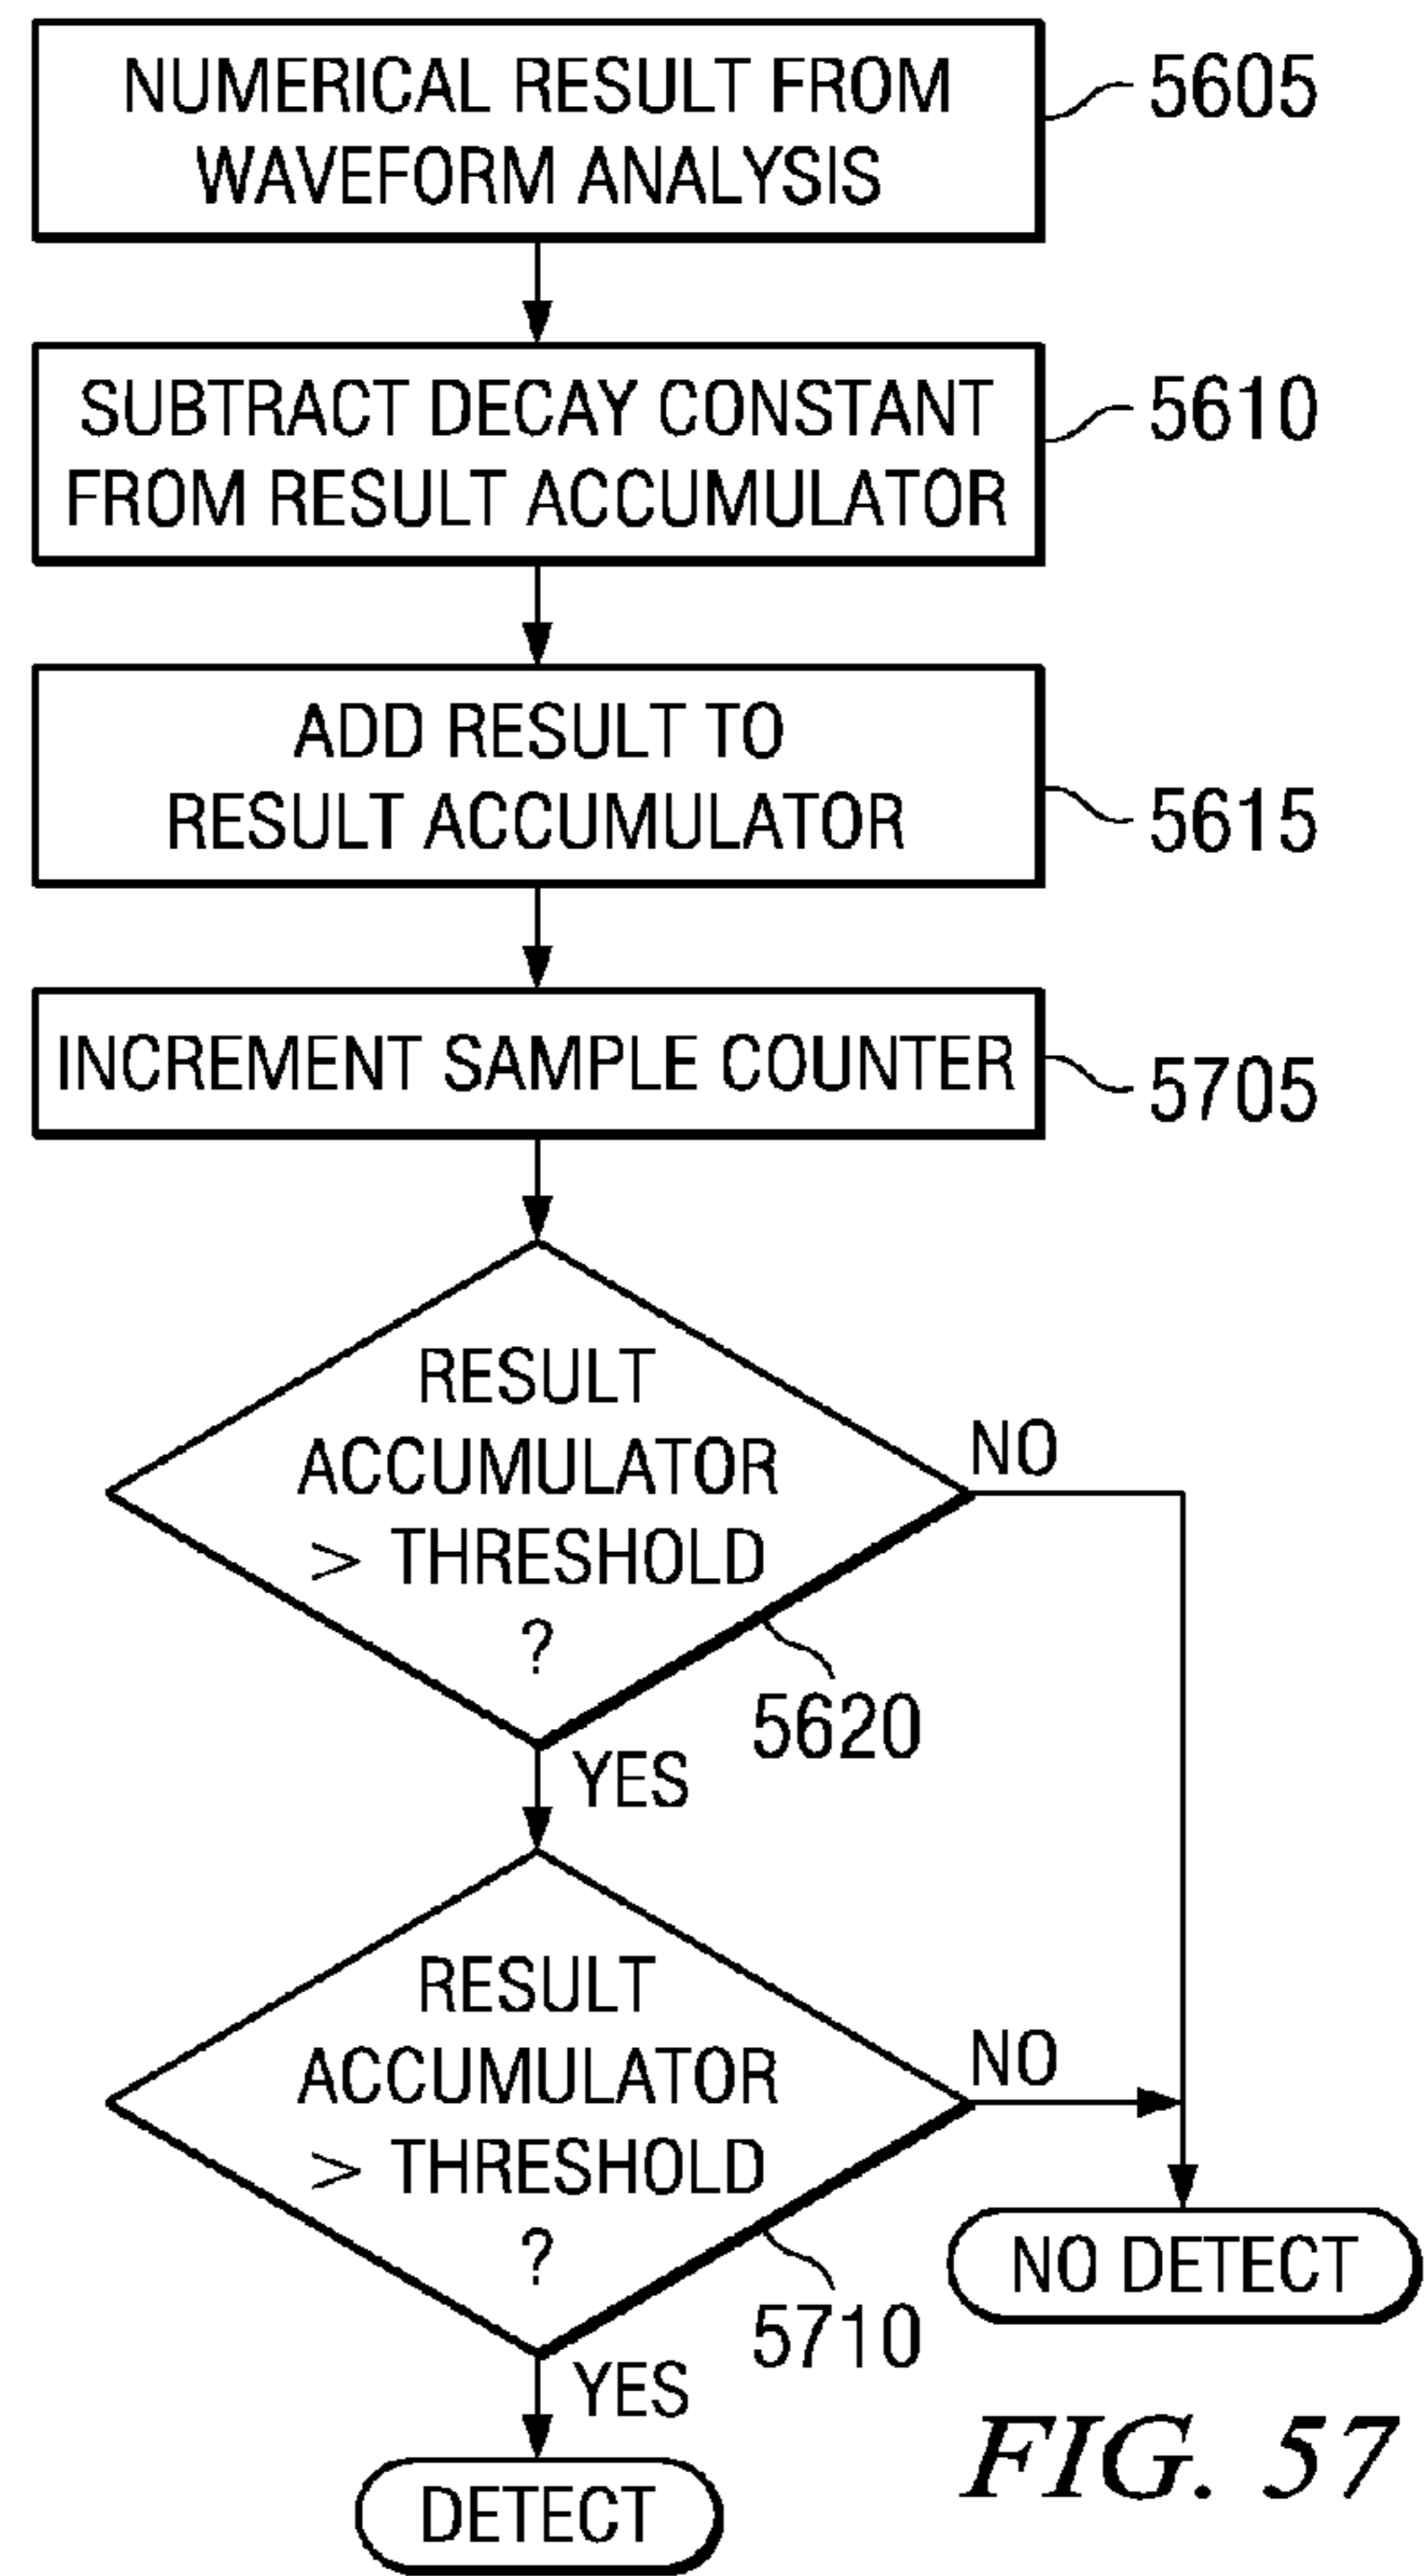 NUMERICAL RESULT FROM
WAVEFORM ANALYSIS
5605
SUBTRACT DECAY CONSTANT
FROM RESULT ACCUMULATOR
5610
ADD RESULT TO
RESULT ACCUMULATOR
5615
INCREMENT SAMPLE COUNTER
5705
RESULT
ACCUMULATOR
> THRESHOLD
?
NO
5620
YES
RESULT
ACCUMULATOR
> THRESHOLD
?
NO
5710
YES
NO DETECT
DETECT
FIG. 57